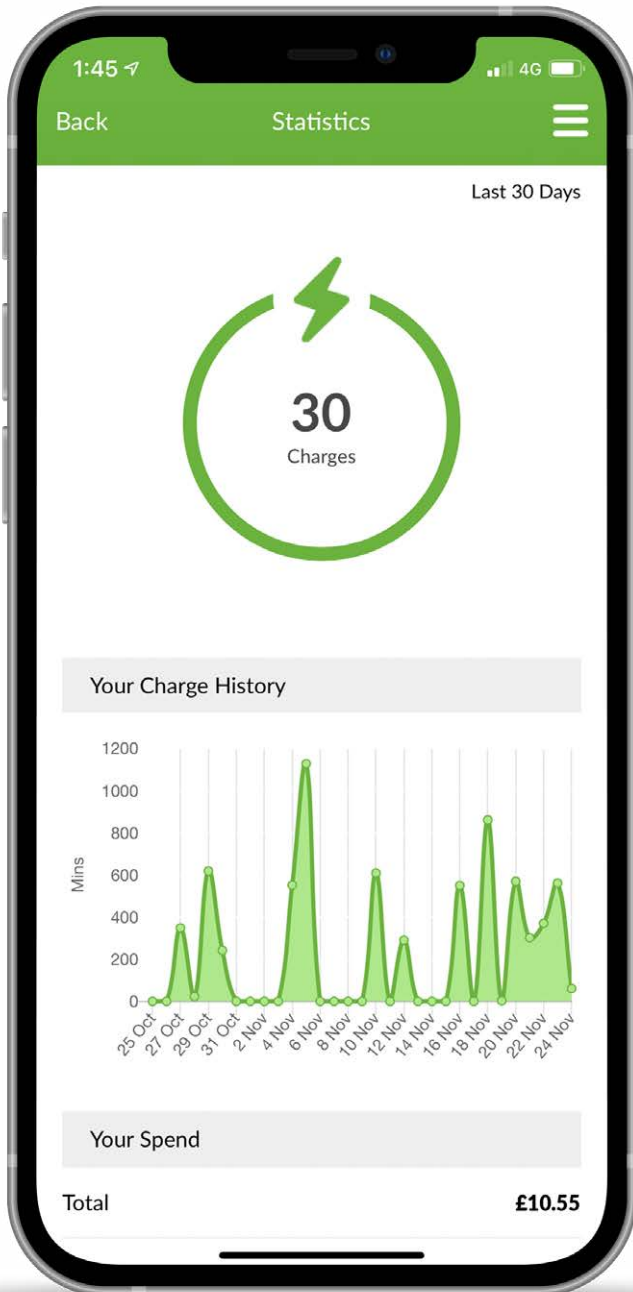 1:45
4G
Back
Statistics
Last 30 Days
30
Charges
Your Charge History
1200
1000
800
600
400
200
0
Mins
25 Oct
27 Oct
29 Oct
31 Oct
2 Nov
4 Nov
6 Nov
8 Nov
10 Nov
12 Nov
14 Nov
16 Nov
18 Nov
20 Nov
22 Nov
24 Nov
Your Spend
Total £10.55